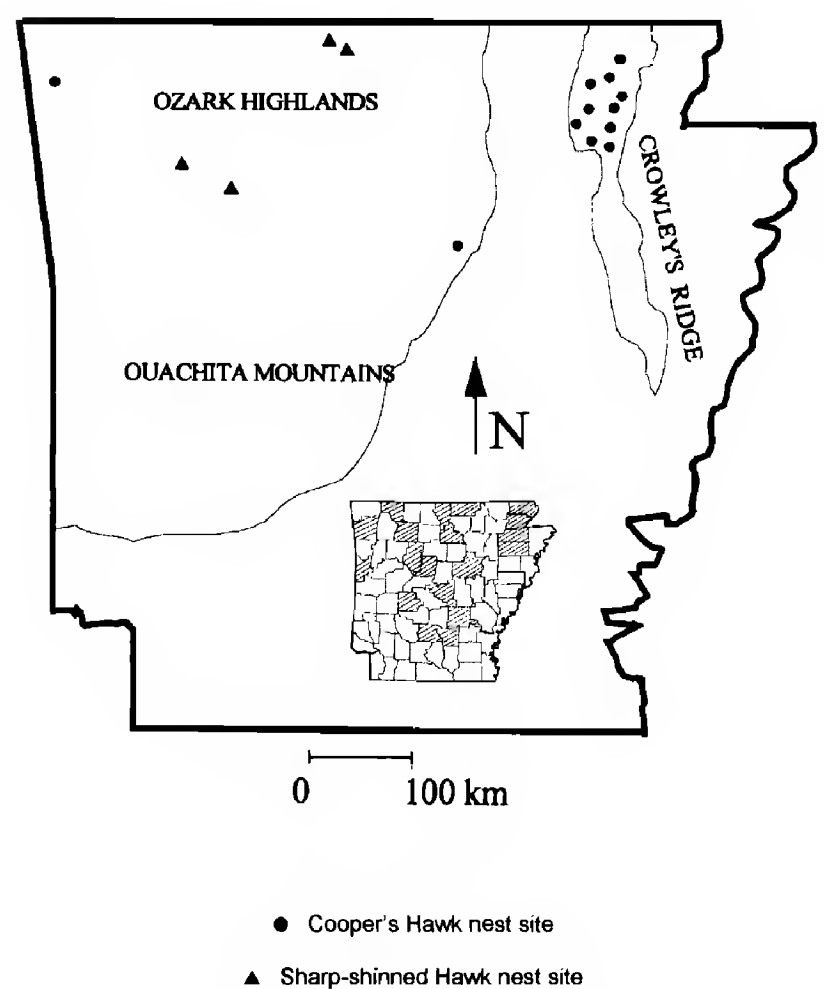 OZARK HIGHLANDS
CROWLEY'S RIDGE
OUACHITA MOUNTAINS
N
0 100 km
Cooper's Hawk nest site
Sharp-shinned Hawk nest site